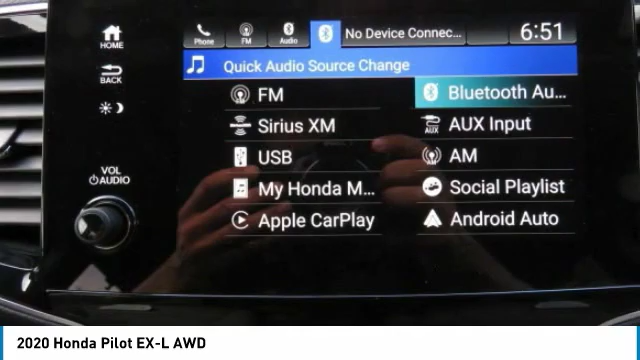 HOME
BACK
VOL
AUDIO
Phone
FM
Audio
No Device Connec...
6:51
Quick Audio Source Change
FM
Bluetooth Au...
Sirius XM
AUX Input
USB
AM
My Honda M...
Social Playlist
Apple CarPlay
Android Auto
2020 Honda Pilot EX-L AWD